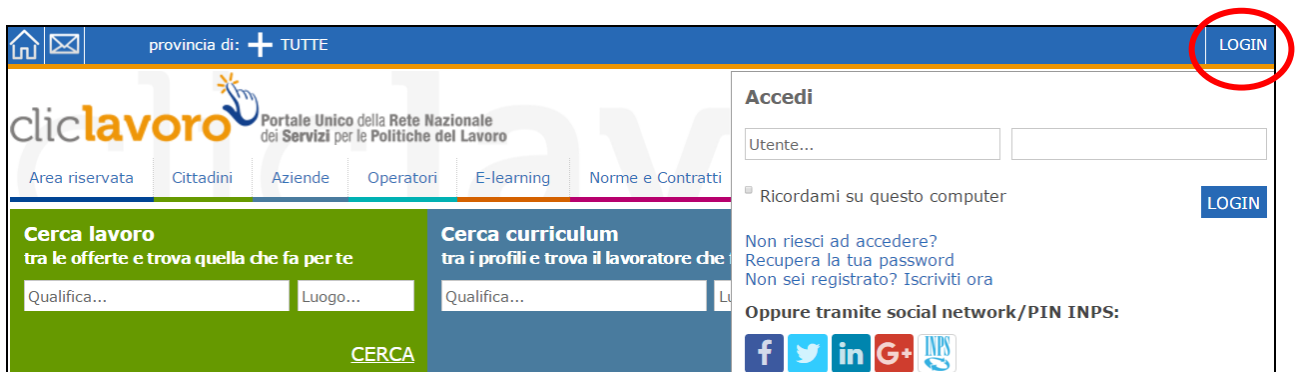 provincia di: TUTTE
LOGIN
cliclavoro
Portale Unico della Rete Nazionale
dei Servizi per le Politiche del Lavoro
Area riservata
Cittadini
Aziende
Operatori
E-learning
Norme e Contratti
Cerca lavoro
tra le offerte e trova quella che fa per te
Qualifica...
Luogo...
CERCA
Cerca curriculum
tra i profili e trova il lavoratore che
Qualifica...
Accedi
Utente...
Ricordami su questo computer
LOGIN
Non riesci ad accedere?
Recupera la tua password
Non sei registrato? Iscriviti ora
Oppure tramite social network/PIN INPS:
f
in
G+
INPS